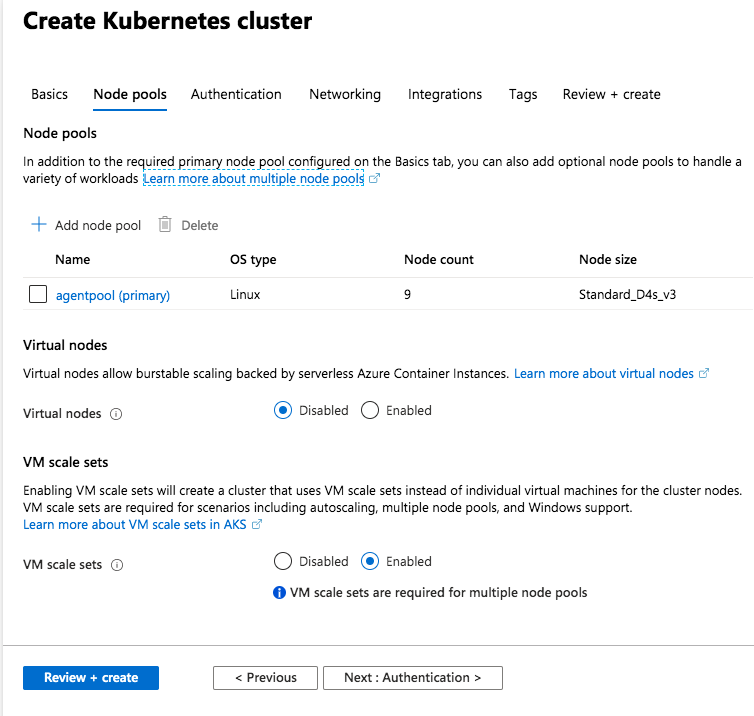 Create Kubernetes cluster
Basics Node pools Authentication Networking Integrations Tags Review + create
Node pools
In addition to the required primary node pool configured on the Basics tab, you can also add optional node pools to handle a
variety of workloads Learn more about multiple node pools
Add node pool Delete
Name OS type Node count Node size
agentpool (primary) Linux 9 Standard_D4s_v3
Virtual nodes
Virtual nodes allow burstable scaling backed by serverless Azure Container Instances. Learn more about virtual nodes
Virtual nodes Disabled Enabled
VM scale sets
Enabling VM scale sets will create a cluster that uses VM scale sets instead of individual virtual machines for the cluster nodes.
VM scale sets are required for scenarios including autoscaling, multiple node pools, and Windows support.
Learn more about VM scale sets in AKS
VM scale sets Disabled Enabled
VM scale sets are required for multiple node pools
Review + create < Previous Next : Authentication >